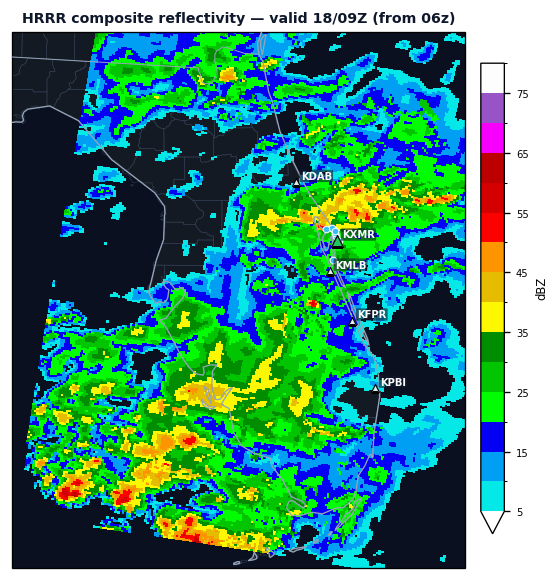 HRRR composite reflectivity — valid 18/09Z (from 06z)
KDAB
KXMR
KMLB
KFPR
KPBI
75
65
55
45
35
25
15
5
dBZ